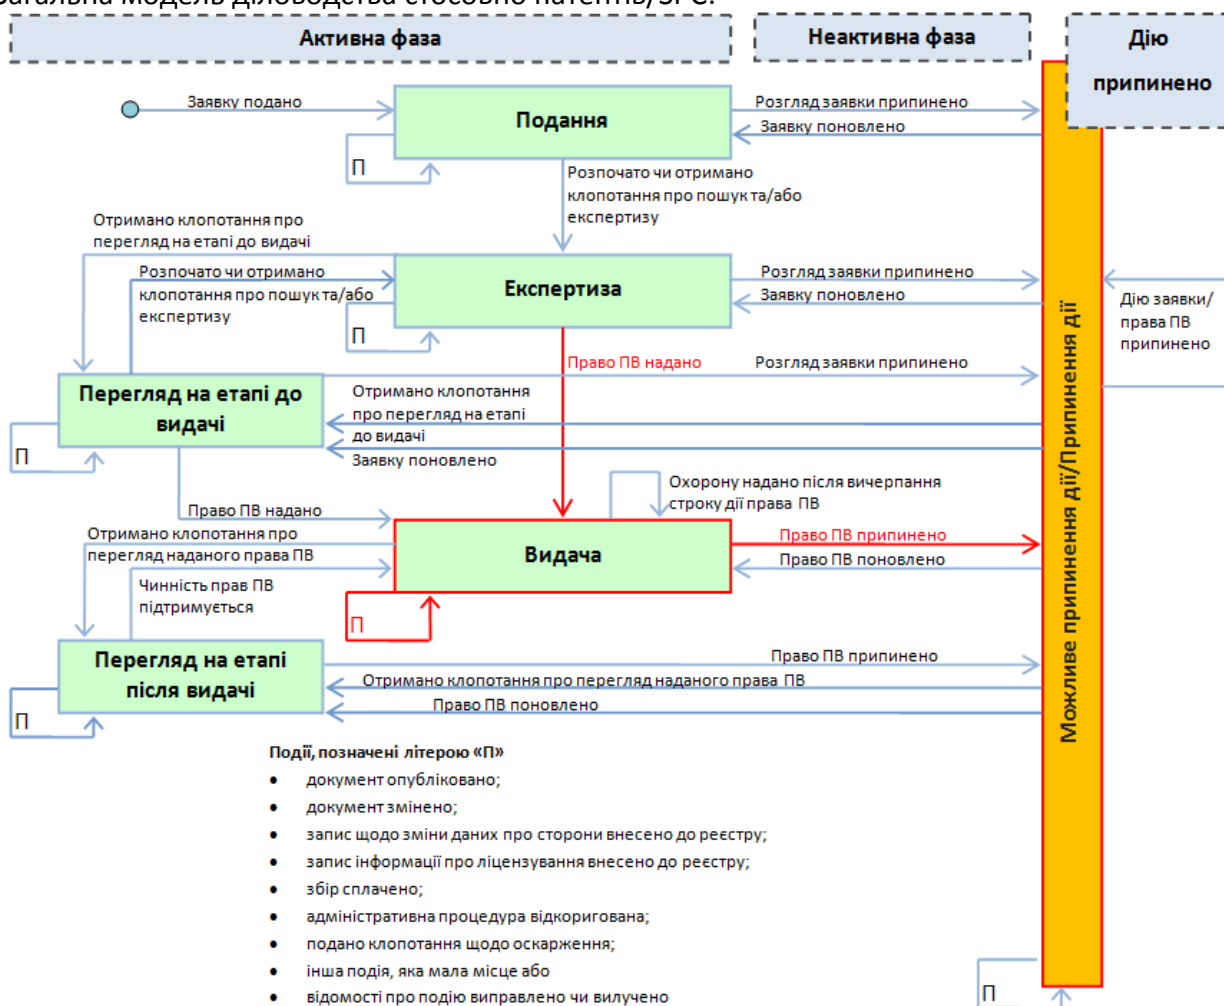 Загальна модель діловодства стосовно патентів/SPC:
Активна фаза
Неактивна фаза
Дію
припинено
Заявку подано
Подання
Розгляд заявки припинено
Заявку поновлено
П
Розпочато чи отримано
клопотання про пошук та/або
експертизу
Отримано клопотання про
перегляд на етапі до видачі
Розпочато чи отримано
клопотання про пошук та/або
експертизу
Експертиза
Розгляд заявки припинено
Заявку поновлено
П
Дію заявки/
права ПВ
припинено
Право ПВ надано
Розгляд заявки припинено
Перегляд на етапі до
видачі
Отримано клопотання
про перегляд на етапі
до видачі
Заявку поновлено
П
Можливе припинення дії/Припинення дії
Охорону надано після вичерпання
строку дії права ПВ
Право ПВ надано
Отримано клопотання про
перегляд наданого права ПВ
Видача
Право ПВ припинено
Право ПВ поновлено
Чинність прав ПВ
підтримується
П
Перегляд на етапі
після видачі
Право ПВ припинено
Отримано клопотання про перегляд наданого права ПВ
Право ПВ поновлено
П
Події, позначені літерою «П»
• документ опубліковано;
• документ змінено;
• запис щодо зміни даних про сторони внесено до реєстру;
• запис інформації про ліцензування внесено до реєстру;
• збір сплачено;
• адміністративна процедура відкоригована;
• подано клопотання щодо оскарження;
• інша подія, яка мала місце або
• відомості про подію виправлено чи вилучено
П